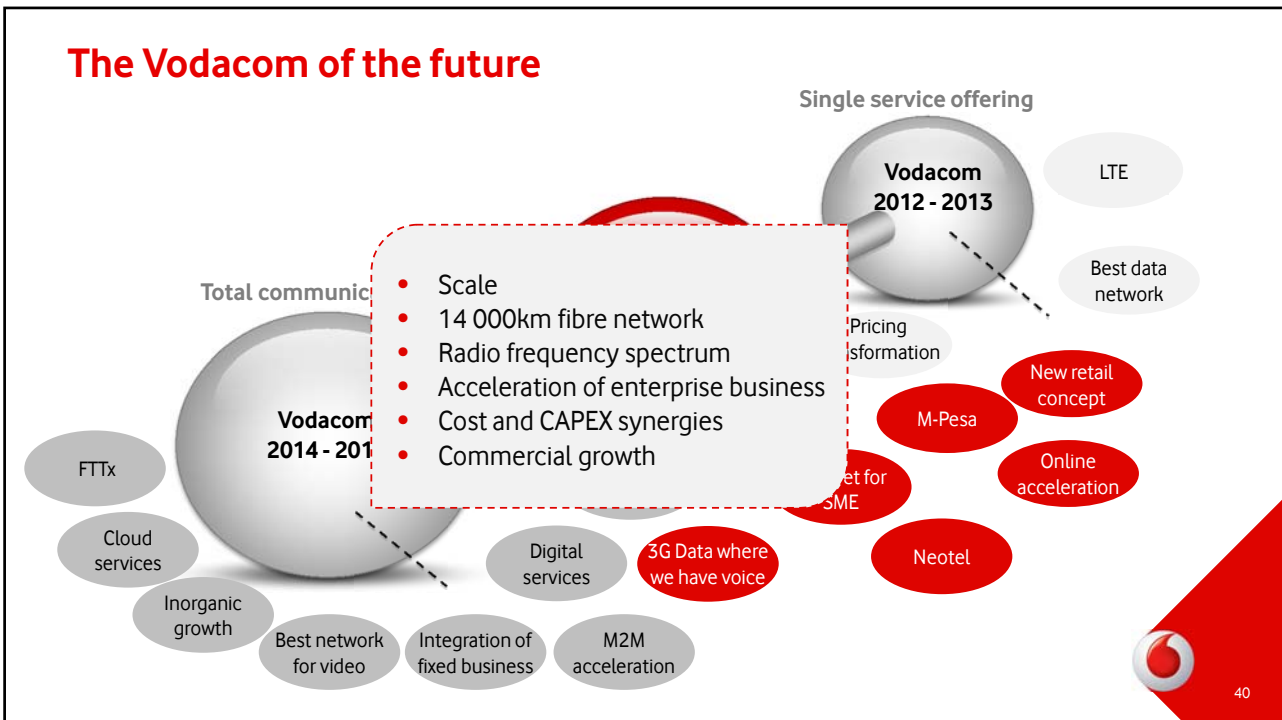 The Vodacom of the future
Single service offering
Vodacom
2012 - 2013
LTE
Best data
network
Pricing
sformation
New retail
concept
M-Pesa
Online
acceleration
et for
SME
Neotel
Total communic
• Scale
• 14 000km fibre network
• Radio frequency spectrum
• Acceleration of enterprise business
• Cost and CAPEX synergies
• Commercial growth
Vodacom
2014 - 201
FTTx
Cloud
services
Inorganic
growth
Best network
for video
Integration of
fixed business
M2M
acceleration
Digital
services
3G Data where
we have voice
40